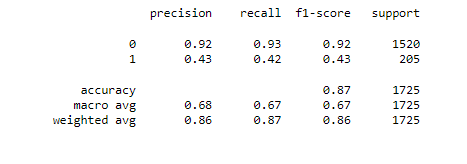 precision recall f1-score support
0 0.92 0.93 0.92 1520
1 0.43 0.42 0.43 205
accuracy 0.87 1725
macro avg 0.68 0.67 0.67 1725
weighted avg 0.86 0.87 0.86 1725